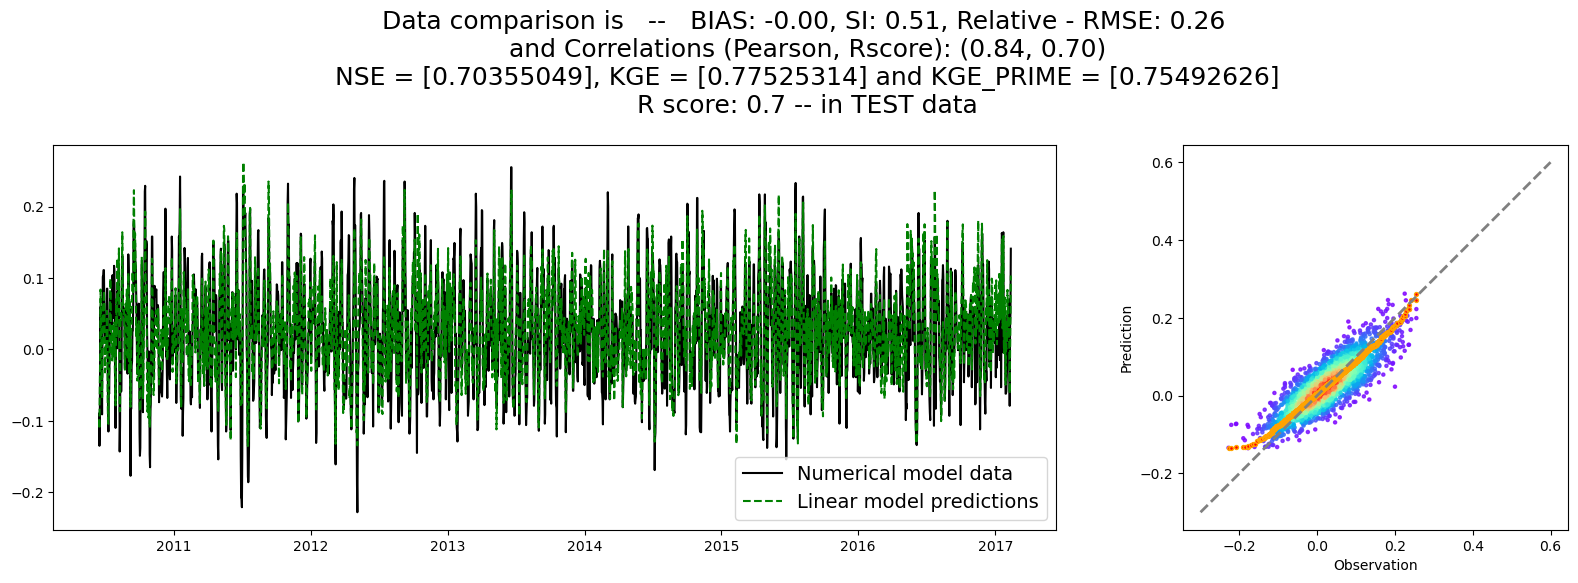 Data comparison is -- BIAS: -0.00, SI: 0.51, Relative - RMSE: 0.26
and Correlations (Pearson, Rscore): (0.84, 0.70)
NSE = [0.70355049], KGE = [0.77525314] and KGE_PRIME = [0.75492626]
R score: 0.7 -- in TEST data
0.2
0.1
0.0
−0.1
−0.2
2011 2012 2013 2014 2015 2016 2017
Numerical model data
Linear model predictions
Prediction
0.6
0.4
0.2
0.0
−0.2
−0.2 0.0 0.2 0.4 0.6
Observation